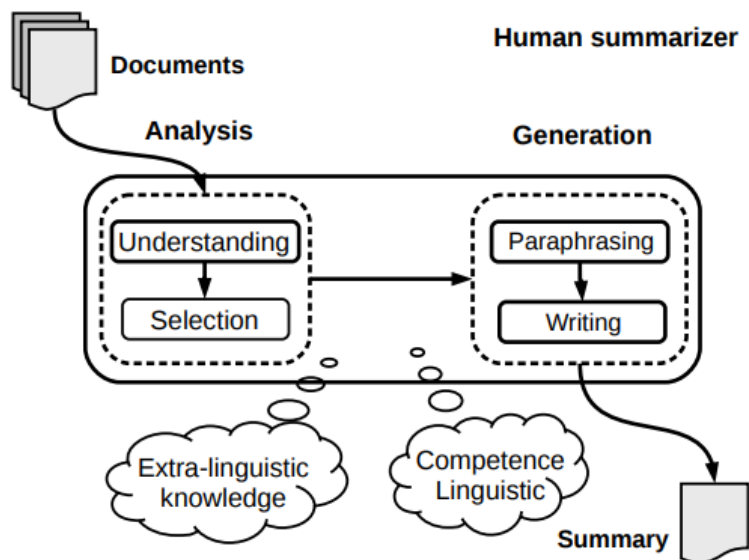 Human summarizer
Documents
Analysis
Generation
Understanding
Selection
Paraphrasing
Writing
Extra-linguistic
knowledge
Competence
Linguistic
Summary